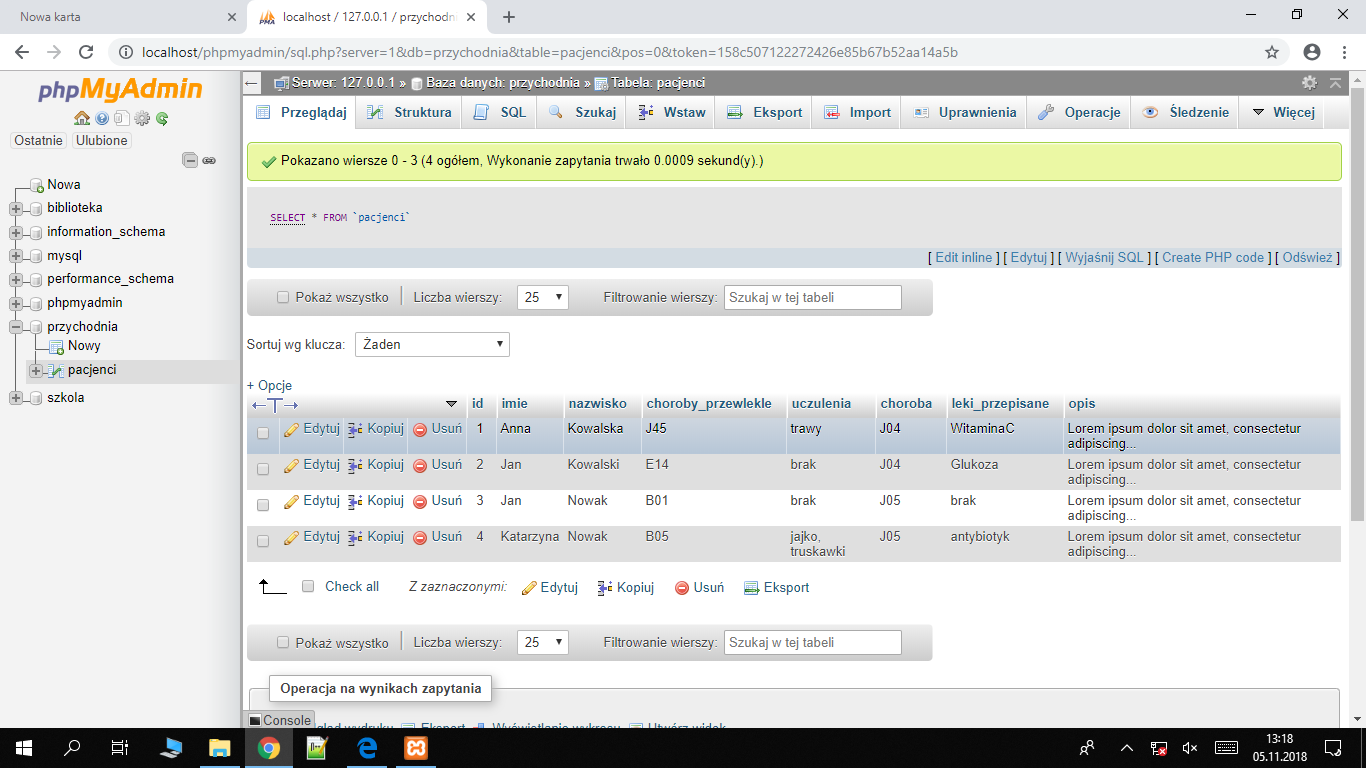 Nowa karta
localhost / 127.0.0.1 / przychodni
localhost/phpmyadmin/sql.php?server=1&db=przychodnia&table=pacjenci&pos=0&token=158c507122272426e85b67b52aa14a5b
phpMyAdmin
Ostatnie Ulubione
Nowa
biblioteka
information_schema
mysql
performance_schema
phpmyadmin
przychodnia
Nowy
pacjenci
szkola
Serwer: 127.0.0.1 » Baza danych: przychodnia » Tabela: pacjenci
Przeglądaj Struktura SQL Szukaj Wstaw Eksport Import Uprawnienia Operacje Śledzenie Więcej
Pokazano wiersze 0 - 3 (4 ogółem, Wykonanie zapytania trwało 0.0009 sekund(y).)
SELECT * FROM `pacjenci`
[ Edit inline ] [ Edytuj ] [ Wyjaśnij SQL ] [ Create PHP code ] [ Odśwież ]
Pokaż wszystko Liczba wierszy: 25 Filtrowanie wierszy: Szukaj w tej tabeli
Sortuj wg klucza: Żaden
+ Opcje
id imie nazwisko choroby_przewlekle uczulenia choroba leki_przepisane opis
Edytuj Kopiuj Usuń 1 Anna Kowalska J45 trawy J04 WitaminaC Lorem ipsum dolor sit amet, consectetur
adipiscing...
Edytuj Kopiuj Usuń 2 Jan Kowalski E14 brak J04 Glukoza Lorem ipsum dolor sit amet, consectetur
adipiscing...
Edytuj Kopiuj Usuń 3 Jan Nowak B01 brak J05 brak Lorem ipsum dolor sit amet, consectetur
adipiscing...
Edytuj Kopiuj Usuń 4 Katarzyna Nowak B05 jajko, J05 antybiotyk Lorem ipsum dolor sit amet, consectetur
truskawki adipiscing...
Check all Z zaznaczonymi: Edytuj Kopiuj Usuń Eksport
Pokaż wszystko Liczba wierszy: 25 Filtrowanie wierszy: Szukaj w tej tabeli
Operacja na wynikach zapytania
Console
13:18
05.11.2018